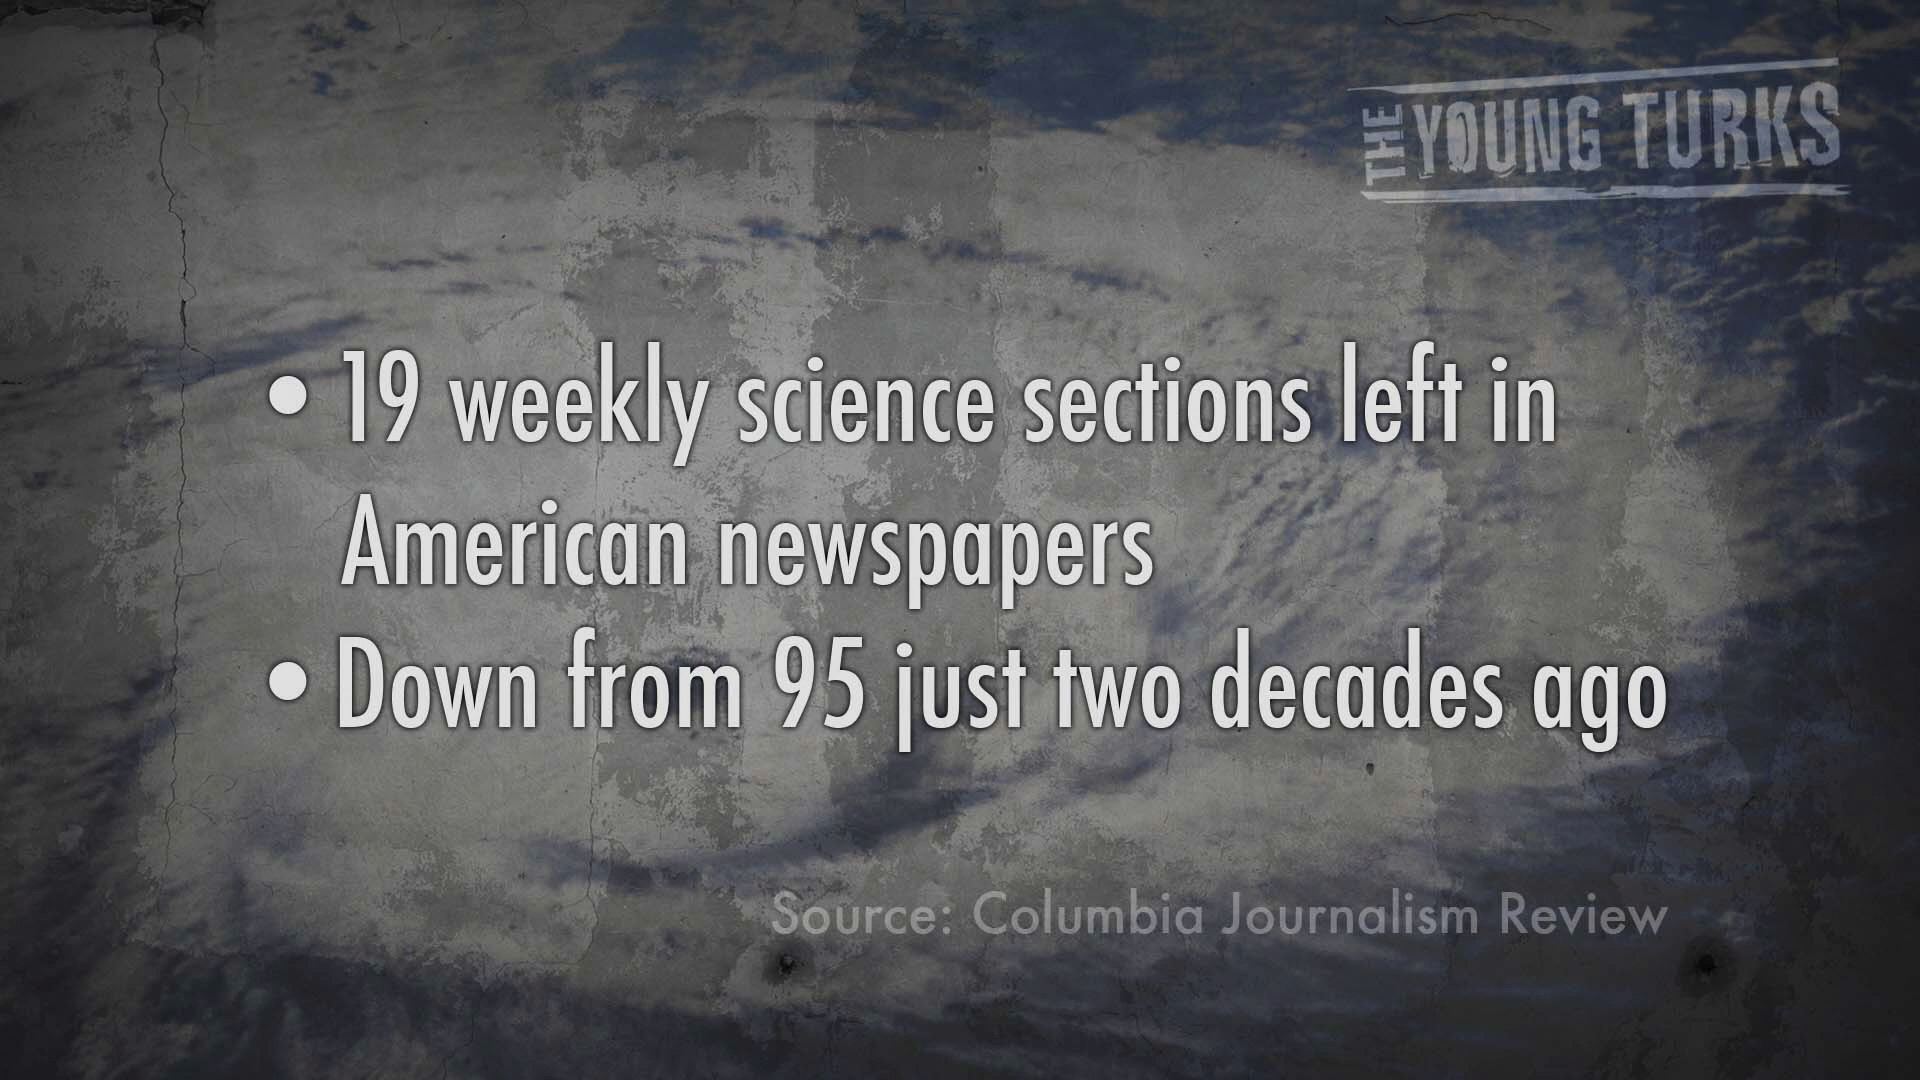 THE YOUNG TURKS
• 19 weekly science sections left in
American newspapers
• Down from 95 just two decades ago
Source: Columbia Journalism Review